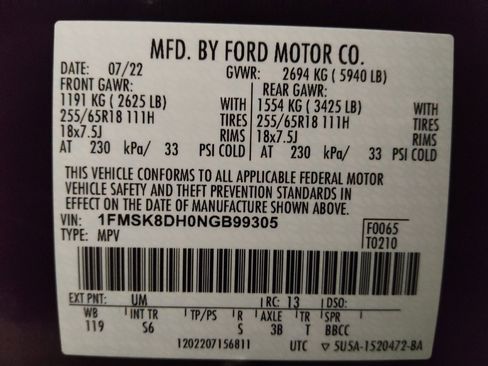 MFD. BY FORD MOTOR CO.
DATE: 07/22 GVWR: 2694 KG ( 5940 LB)
FRONT GAWR: REAR GAWR:
1191 KG ( 2625 LB) WITH 1554 KG ( 3425 LB) WITH
255/65R18 111H TIRES 255/65R18 111H TIRES
18x7.5J RIMS 18x7.5J RIMS
AT 230 kPa/ 33 PSI COLD AT 230 kPa/ 33 PSI COLD
THIS VEHICLE CONFORMS TO ALL APPLICABLE FEDERAL MOTOR
VEHICLE SAFETY AND THEFT PREVENTION STANDARDS IN
EFFECT ON THE DATE OF MANUFACTURE SHOWN ABOVE.
VIN: 1FMSK8DH0NGB99305 F0065
TYPE: MPV T0210
EXT PNT: UM RC: 13 DSO:
WB INT TR TP/PS R AXLE TR SPR
119 S6 S 3B T BBCC
1202207156811 UTC ▽ 5U5A-1520472-BA